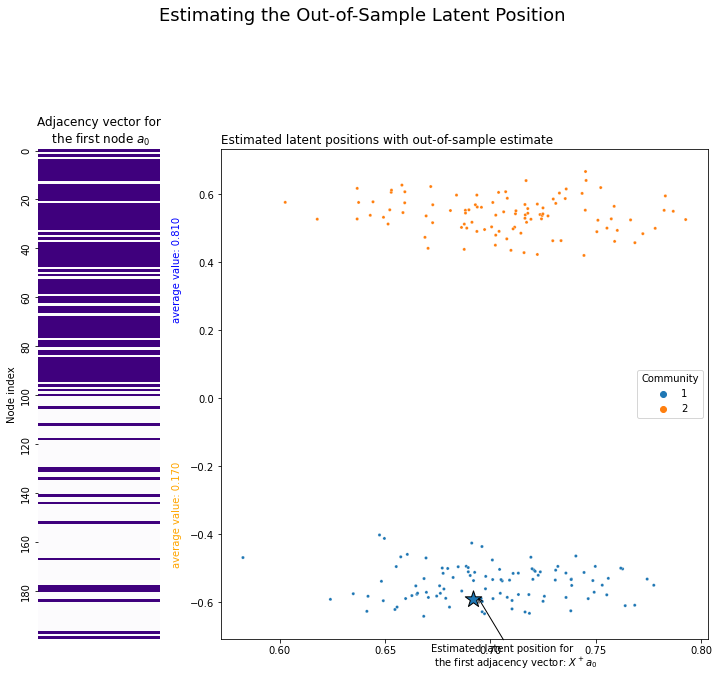 Estimating the Out-of-Sample Latent Position
Adjacency vector for
the first node a₀
Node index
0
20
40
60
80
100
120
140
160
180
average value: 0.810
average value: 0.170
Estimated latent positions with out-of-sample estimate
0.6
0.4
0.2
0.0
−0.2
−0.4
−0.6
Community
1
2
0.60
0.65
0.70
0.75
0.80
Estimated latent position for
the first adjacency vector: X⁺a₀